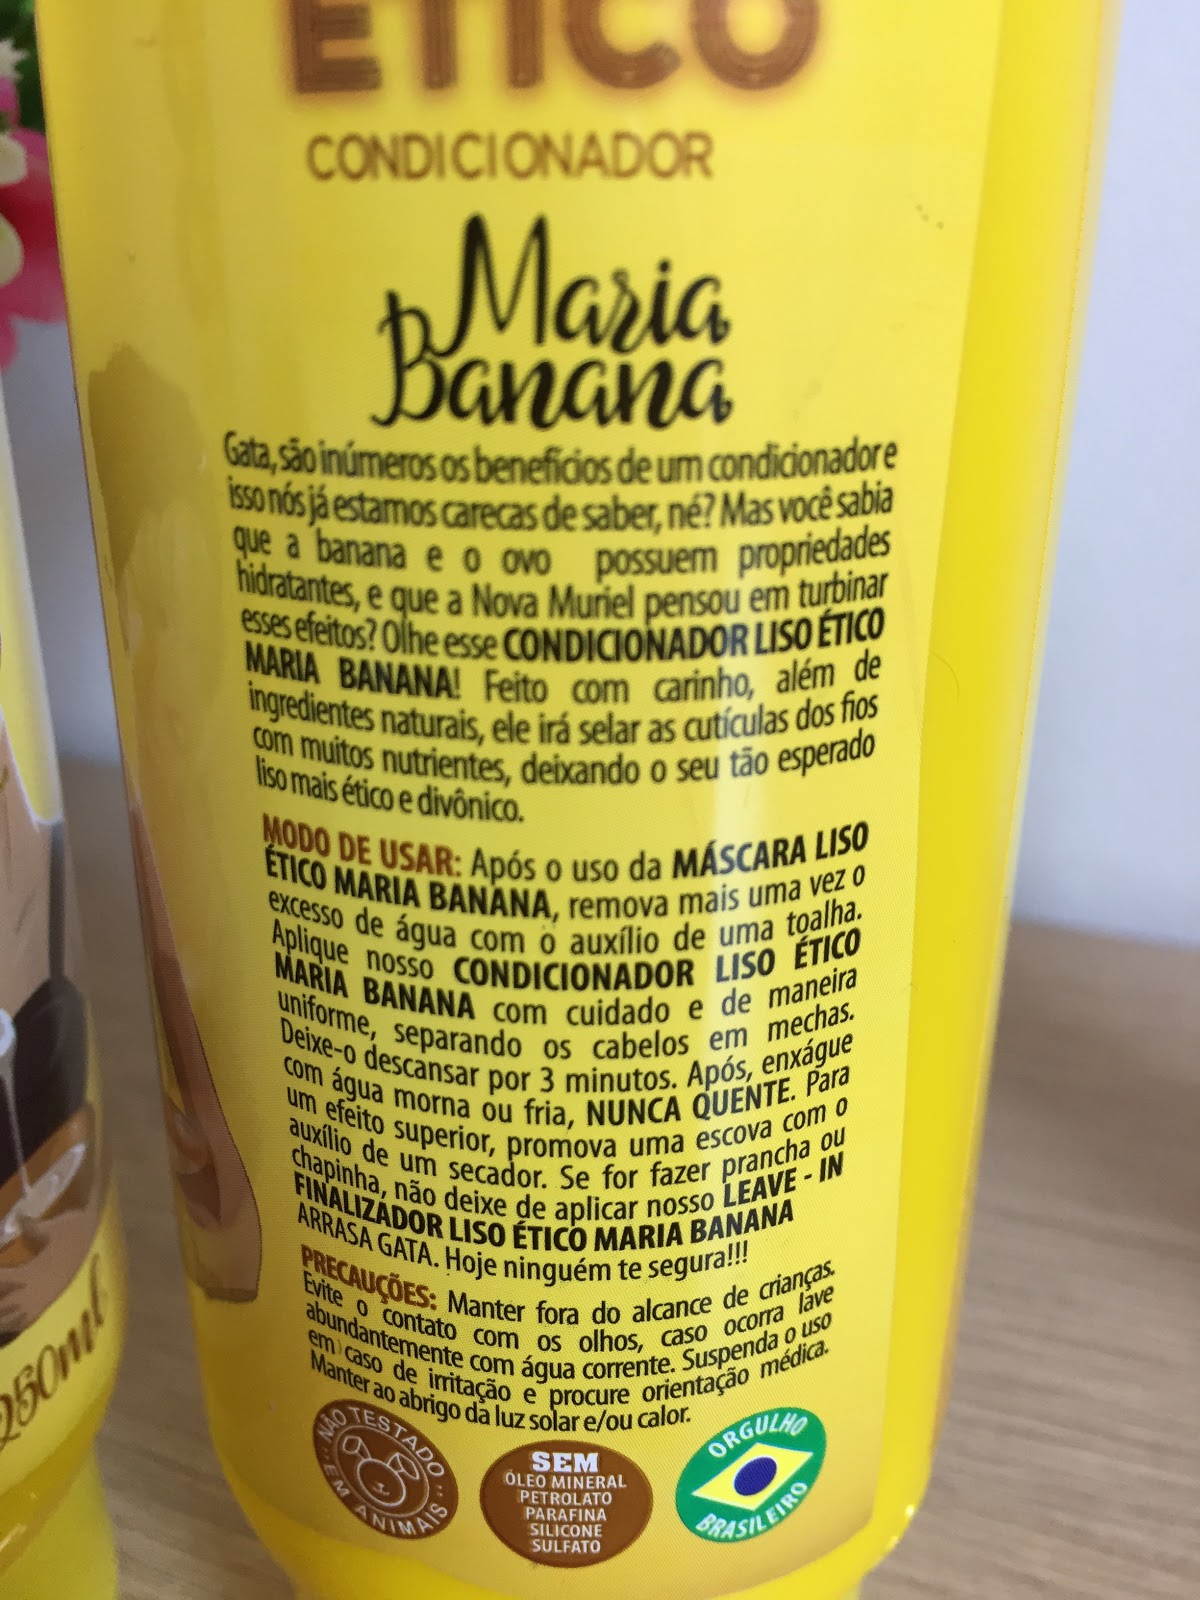 ÉTICO
CONDICIONADOR
Maria
Banana
Gata, são inúmeros os benefícios de um condicionador e
isso nós já estamos carecas de saber, né? Mas você sabia
que a banana e o ovo possuem propriedades
hidratantes, e que a Nova Muriel pensou em turbinar
esses efeitos? Olhe esse CONDICIONADOR LISO ÉTICO
MARIA BANANA! Feito com carinho, além de
ingredientes naturais, ele irá selar as cutículas dos fios
com muitos nutrientes, deixando o seu tão esperado
liso mais ético e divônico.
MODO DE USAR: Após o uso da MÁSCARA LISO
ÉTICO MARIA BANANA, remova mais uma vez o
excesso de água com o auxílio de uma toalha.
Aplique nosso CONDICIONADOR LISO ÉTICO
MARIA BANANA com cuidado e de maneira
uniforme, separando os cabelos em mechas.
Deixe-o descansar por 3 minutos. Após, enxágue
com água morna ou fria, NUNCA QUENTE. Para
um efeito superior, promova uma escova com o
auxílio de um secador. Se for fazer prancha ou
chapinha, não deixe de aplicar nosso LEAVE - IN
FINALIZADOR LISO ÉTICO MARIA BANANA
ARRASA GATA. Hoje ninguém te segura!!!
PRECAUÇÕES: Manter fora do alcance de crianças.
Evite o contato com os olhos, caso ocorra lave
abundantemente com água corrente. Suspenda o uso
em caso de irritação e procure orientação médica.
Manter ao abrigo da luz solar e/ou calor.
NÃO TESTADO
EM ANIMAIS
SEM
ÓLEO MINERAL
PETROLATO
PARAFINA
SILICONE
SULFATO
ORGULHO
BRASILEIRO
250ml